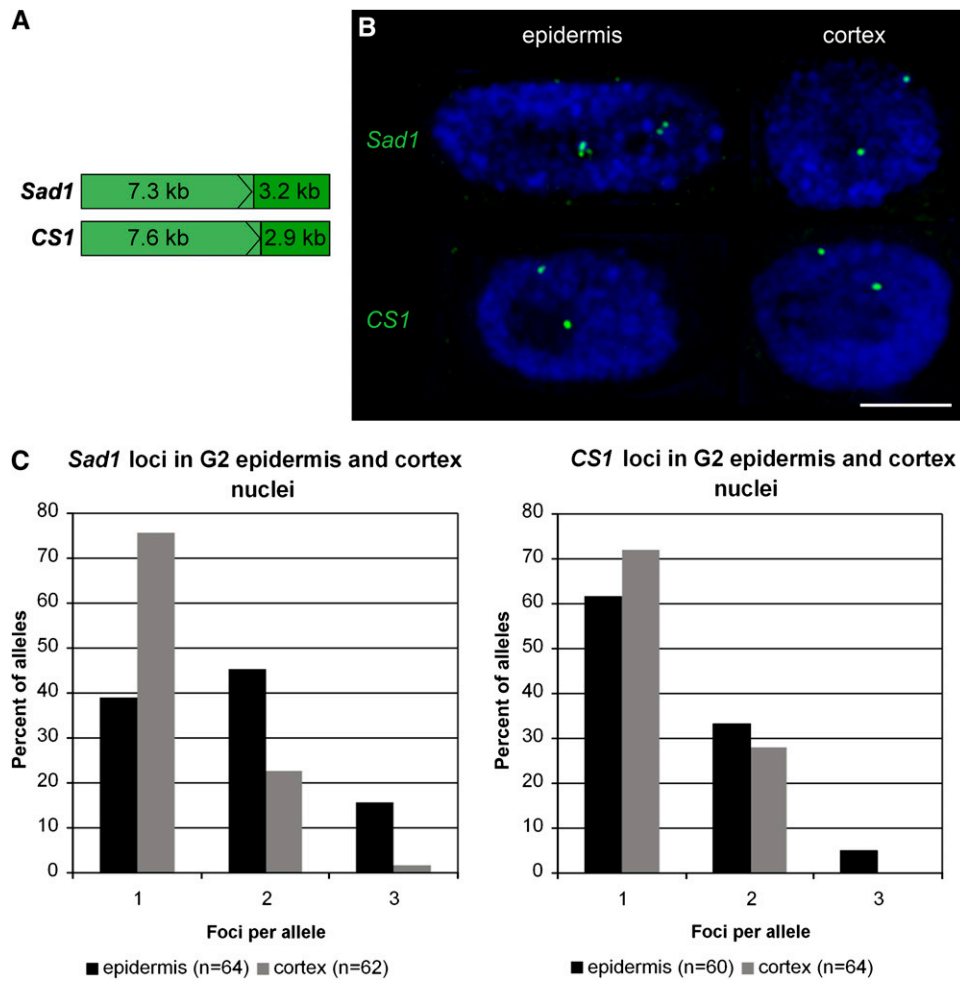 A
Sad1 7.3 kb 3.2 kb
CS1 7.6 kb 2.9 kb
B
epidermis cortex
Sad1
CS1
C
Sad1 loci in G2 epidermis and cortex
nuclei
Percent of alleles
80
70
60
50
40
30
20
10
0
1 2 3
Foci per allele
epidermis (n=64) cortex (n=62)
CS1 loci in G2 epidermis and cortex
nuclei
Percent of alleles
80
70
60
50
40
30
20
10
0
1 2 3
Foci per allele
epidermis (n=60) cortex (n=64)